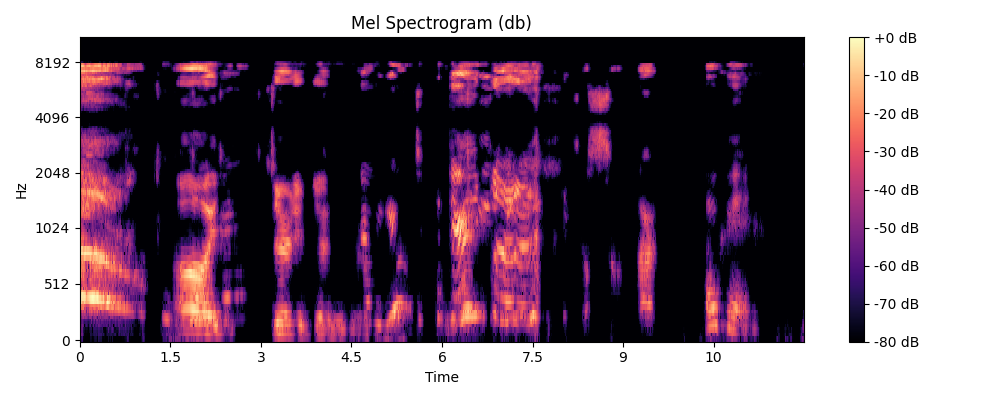 Mel Spectrogram (db)
Hz
8192
4096
2048
1024
512
0
0 1.5 3 4.5 6 7.5 9 10
Time
+0 dB
-10 dB
-20 dB
-30 dB
-40 dB
-50 dB
-60 dB
-70 dB
-80 dB